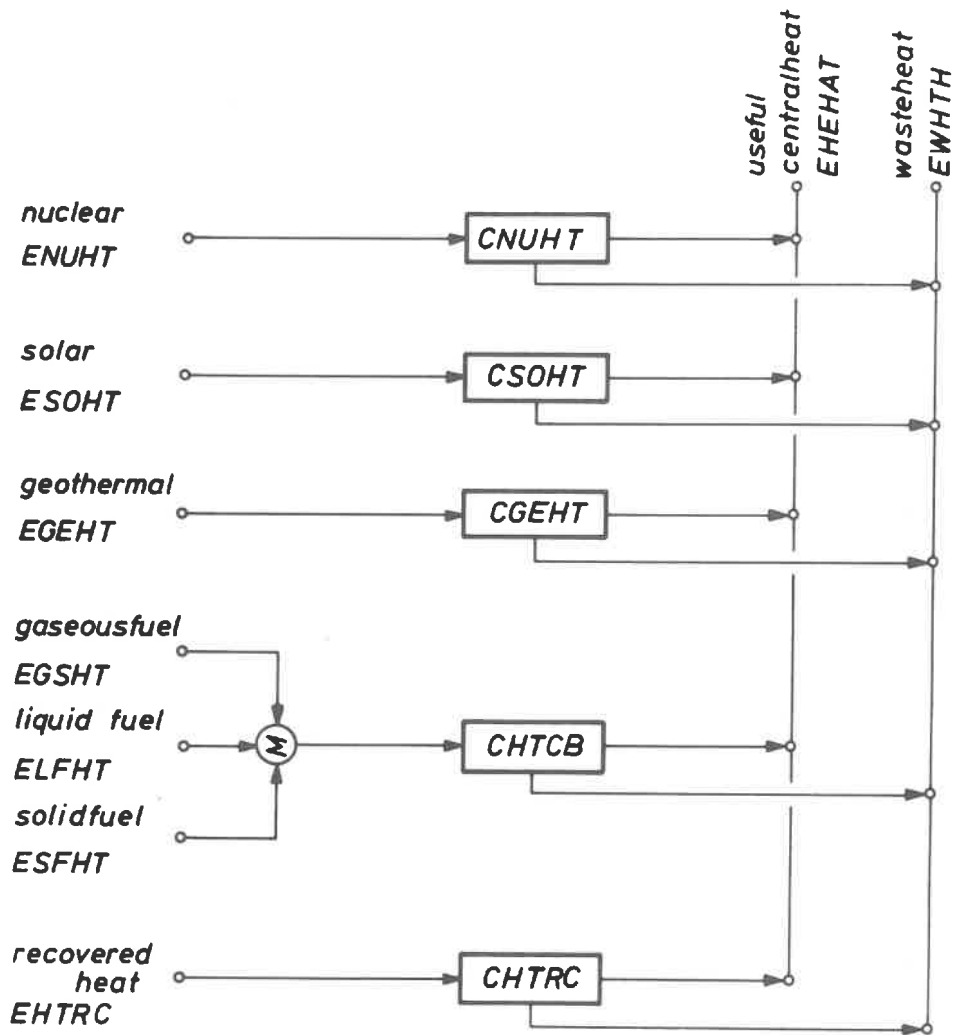 useful
centralheat
EHEHAT
wasteheat
EWHTH
nuclear
ENUHT
CNUHT
solar
ESOHT
CSOHT
geothermal
EGEHT
CGEHT
gaseousfuel
EGSHT
liquid fuel
ELFHT
M
CHTCB
solidfuel
ESFHT
recovered
heat
EHTRC
CHTRC